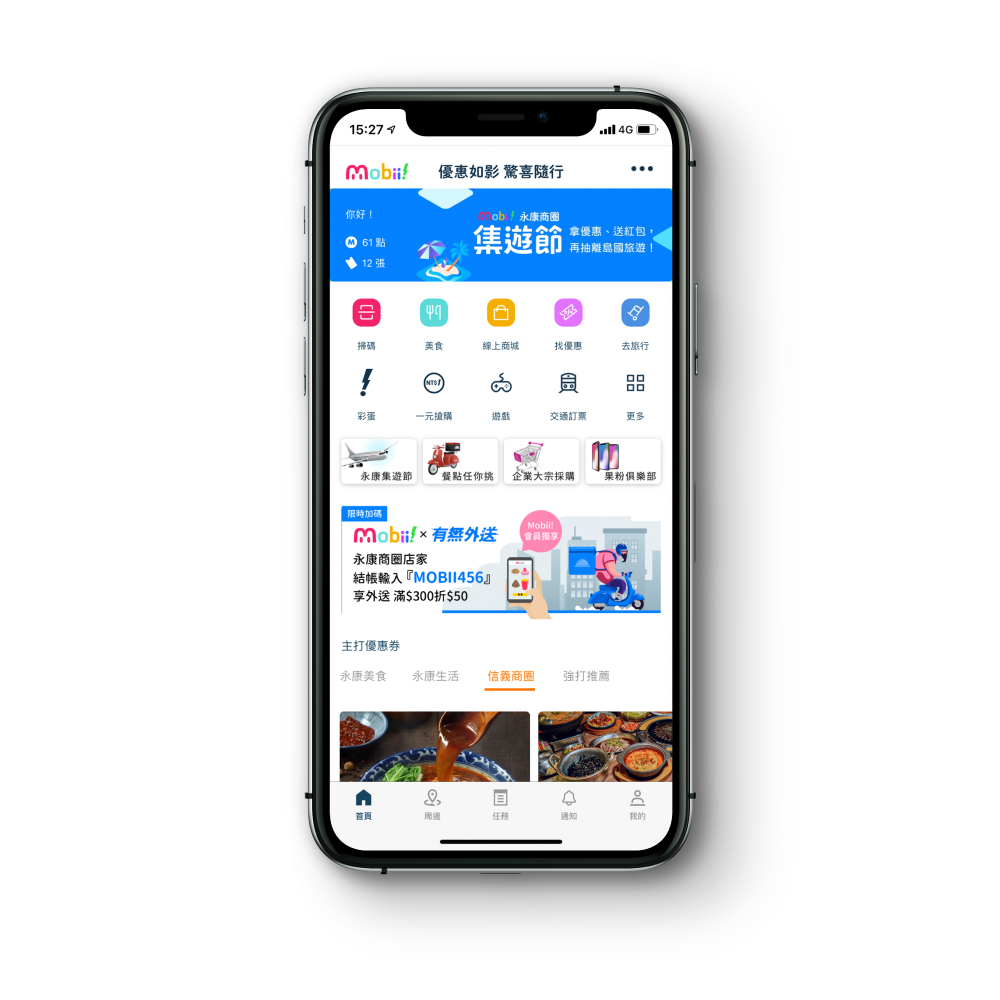 15:27
4G
mobii!
優惠如影 驚喜隨行
你好！
M 61 點
12 張
Mobii! 永康商圈
集遊節
拿優惠、送紅包，
再抽離島國旅遊！
掃碼
美食
線上商城
找優惠
去旅行
NT$1
彩蛋
一元搶購
遊戲
交通訂票
更多
永康集遊節
餐點任你挑
企業大宗採購
果粉俱樂部
限時加碼
mobii! × 有無外送
Mobii!
會員獨享
永康商圈店家
結帳輸入『MOBII456』
享外送 滿$300折$50
主打優惠券
永康美食
永康生活
信義商圈
強打推薦
首頁
周邊
任務
通知
我的